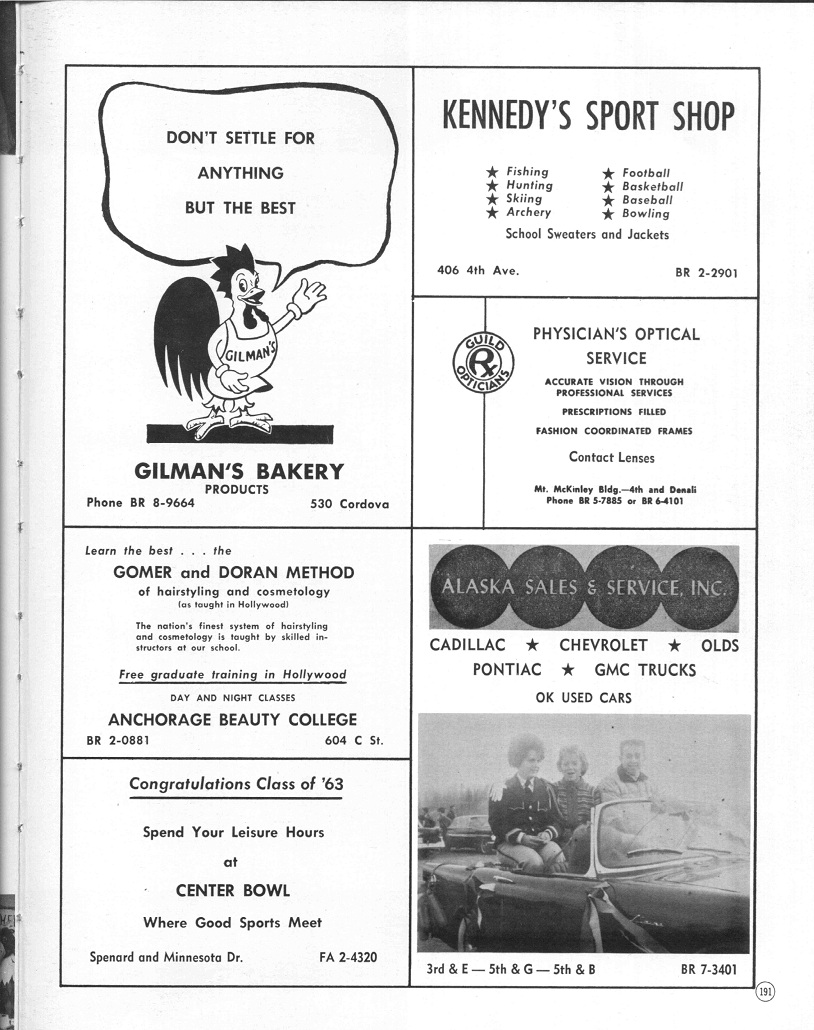 DON'T SETTLE FOR
ANYTHING
BUT THE BEST
GILMAN'S
GILMAN'S BAKERY
PRODUCTS
Phone BR 8-9664 530 Cordova
KENNEDY'S SPORT SHOP
★ Fishing ★ Football
★ Hunting ★ Basketball
★ Skiing ★ Baseball
★ Archery ★ Bowling
School Sweaters and Jackets
406 4th Ave. BR 2-2901
GUILD
Rx
OPTICIANS
PHYSICIAN'S OPTICAL
SERVICE
ACCURATE VISION THROUGH
PROFESSIONAL SERVICES
PRESCRIPTIONS FILLED
FASHION COORDINATED FRAMES
Contact Lenses
Mt. McKinley Bldg.—4th and Denali
Phone BR 5-7885 or BR 6-4101
Learn the best . . . the
GOMER and DORAN METHOD
of hairstyling and cosmetology
(as taught in Hollywood)
The nation's finest system of hairstyling
and cosmetology is taught by skilled in-
structors at our school.
Free graduate training in Hollywood
DAY AND NIGHT CLASSES
ANCHORAGE BEAUTY COLLEGE
BR 2-0881 604 C St.
ALASKA SALES & SERVICE, INC.
CADILLAC ★ CHEVROLET ★ OLDS
PONTIAC ★ GMC TRUCKS
OK USED CARS
3rd & E — 5th & G — 5th & B BR 7-3401
Congratulations Class of '63
Spend Your Leisure Hours
at
CENTER BOWL
Where Good Sports Meet
Spenard and Minnesota Dr. FA 2-4320
191